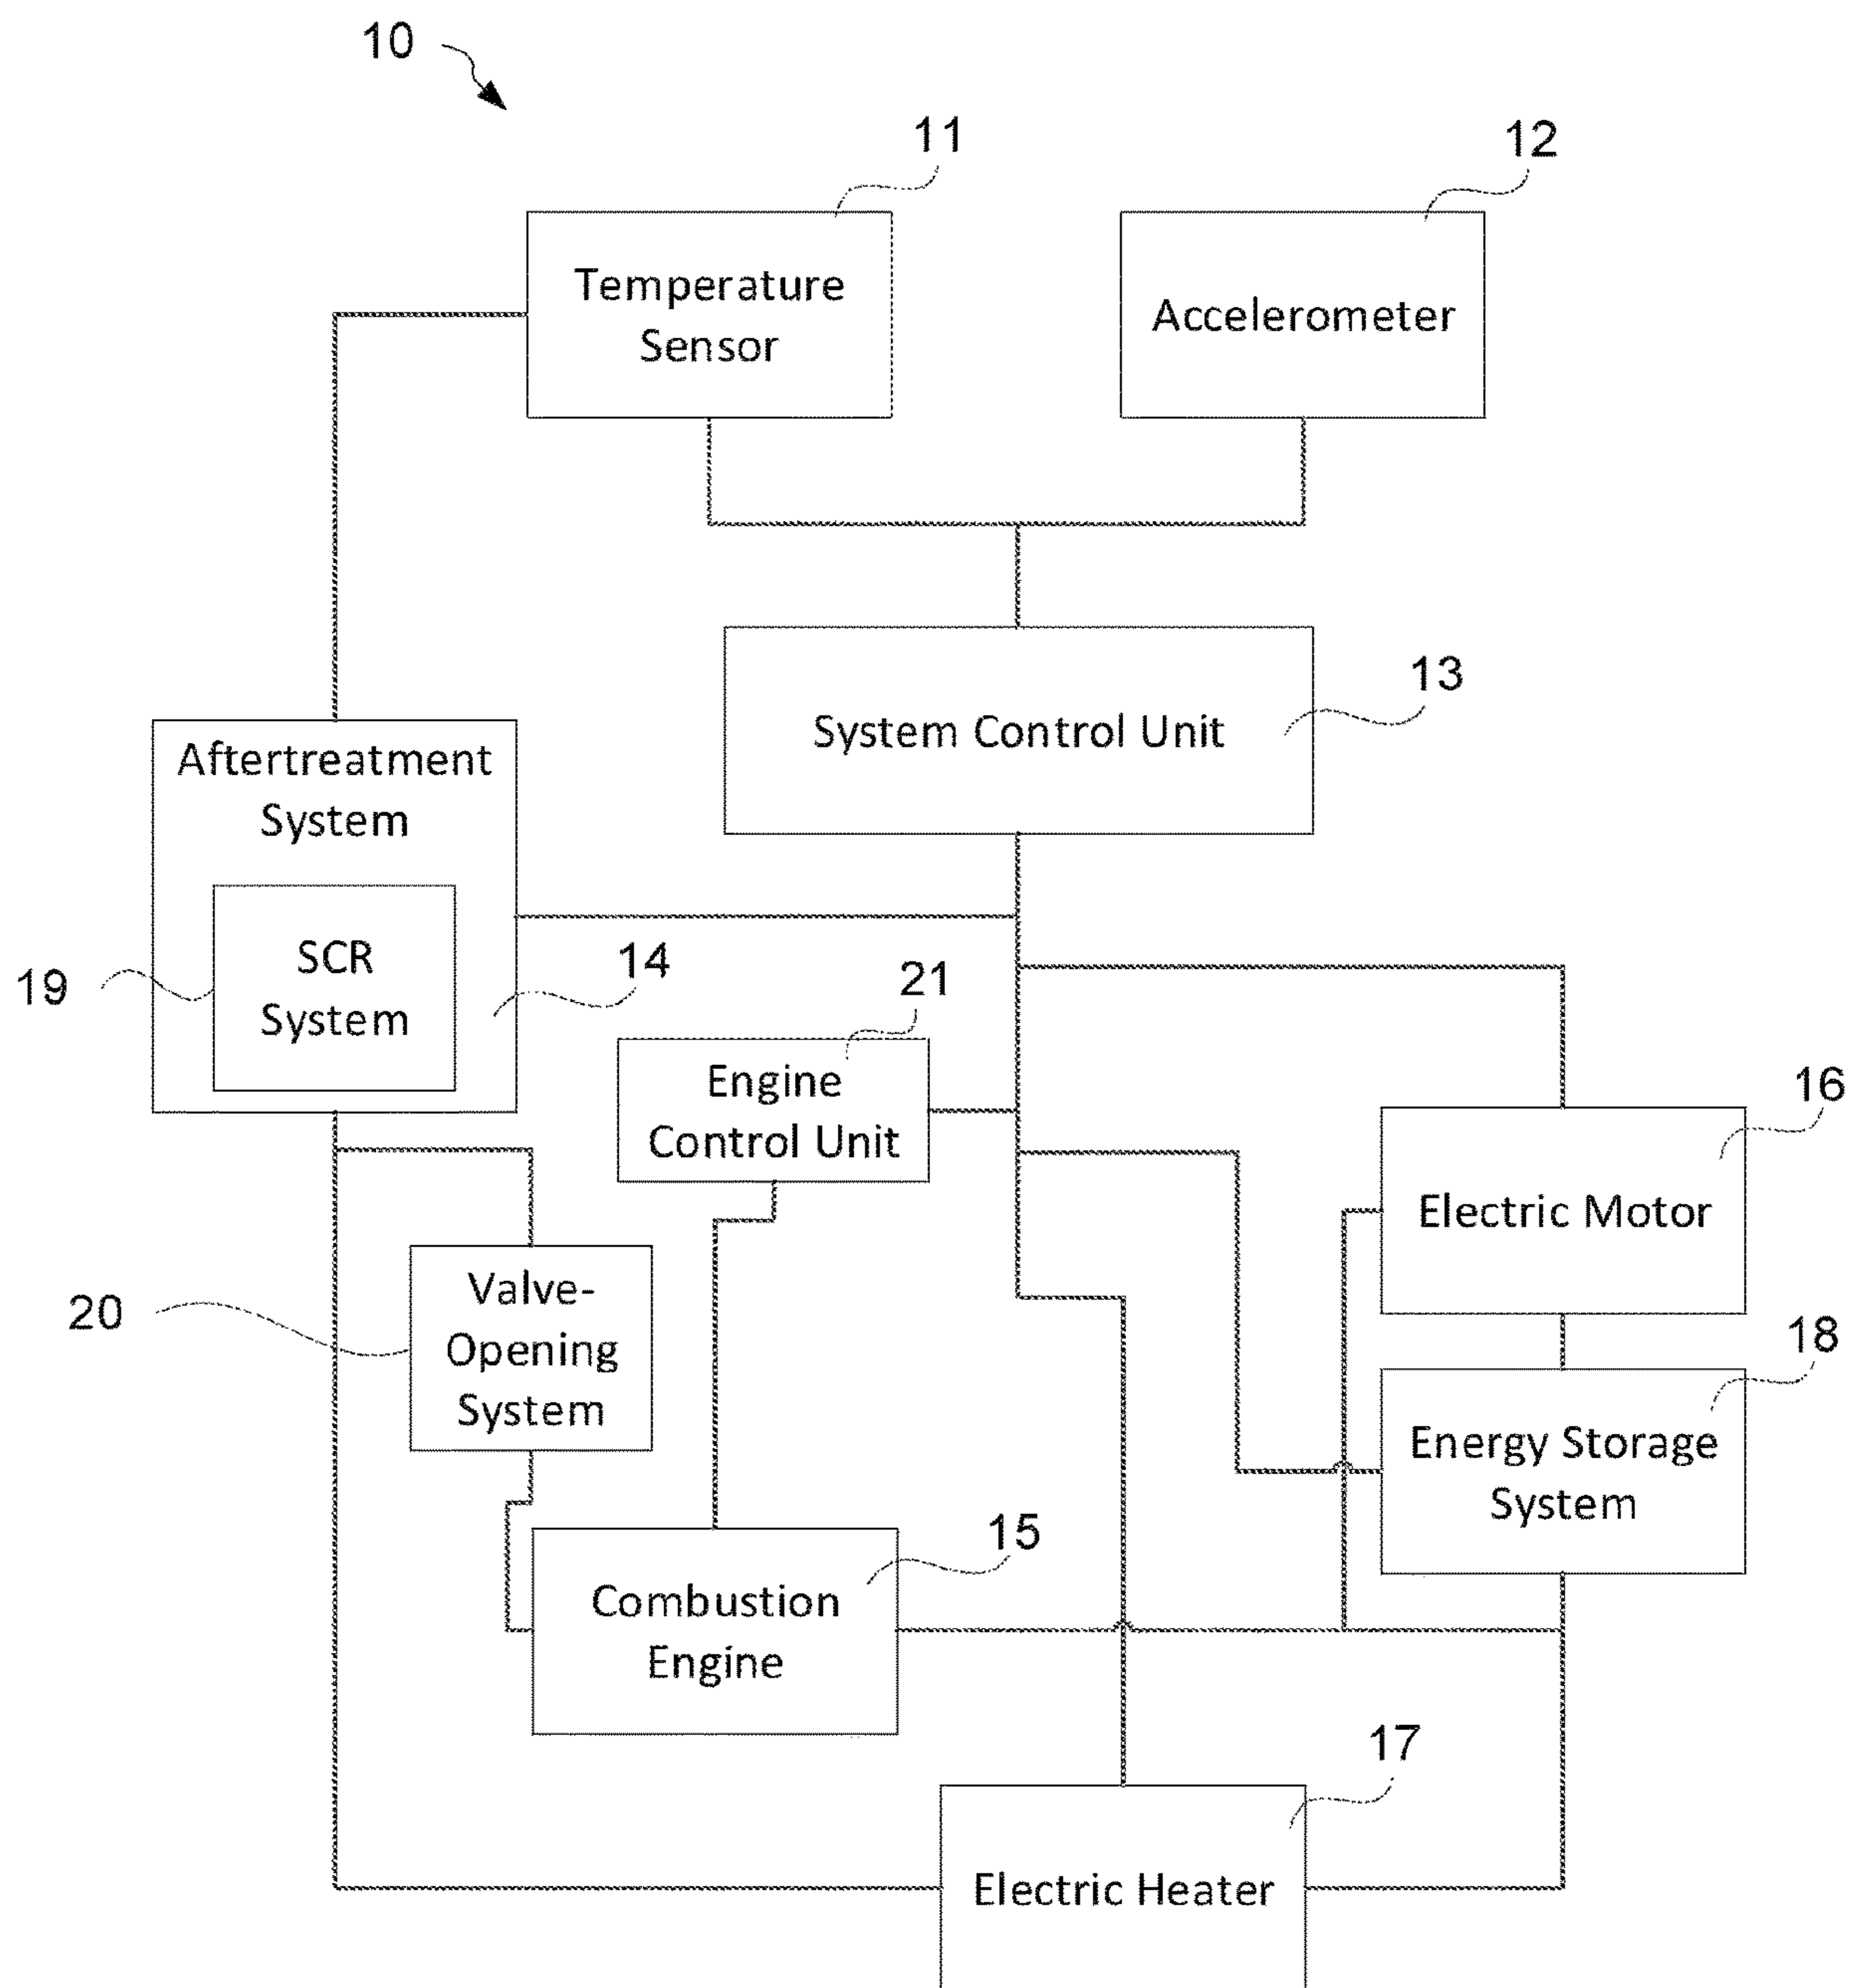 10
11
12
Temperature
Sensor
Accelerometer
13
System Control Unit
Aftertreatment
System
SCR
System
19
14
21
Engine
Control Unit
16
Electric Motor
Valve-
Opening
System
20
18
Energy Storage
System
15
Combustion
Engine
17
Electric Heater